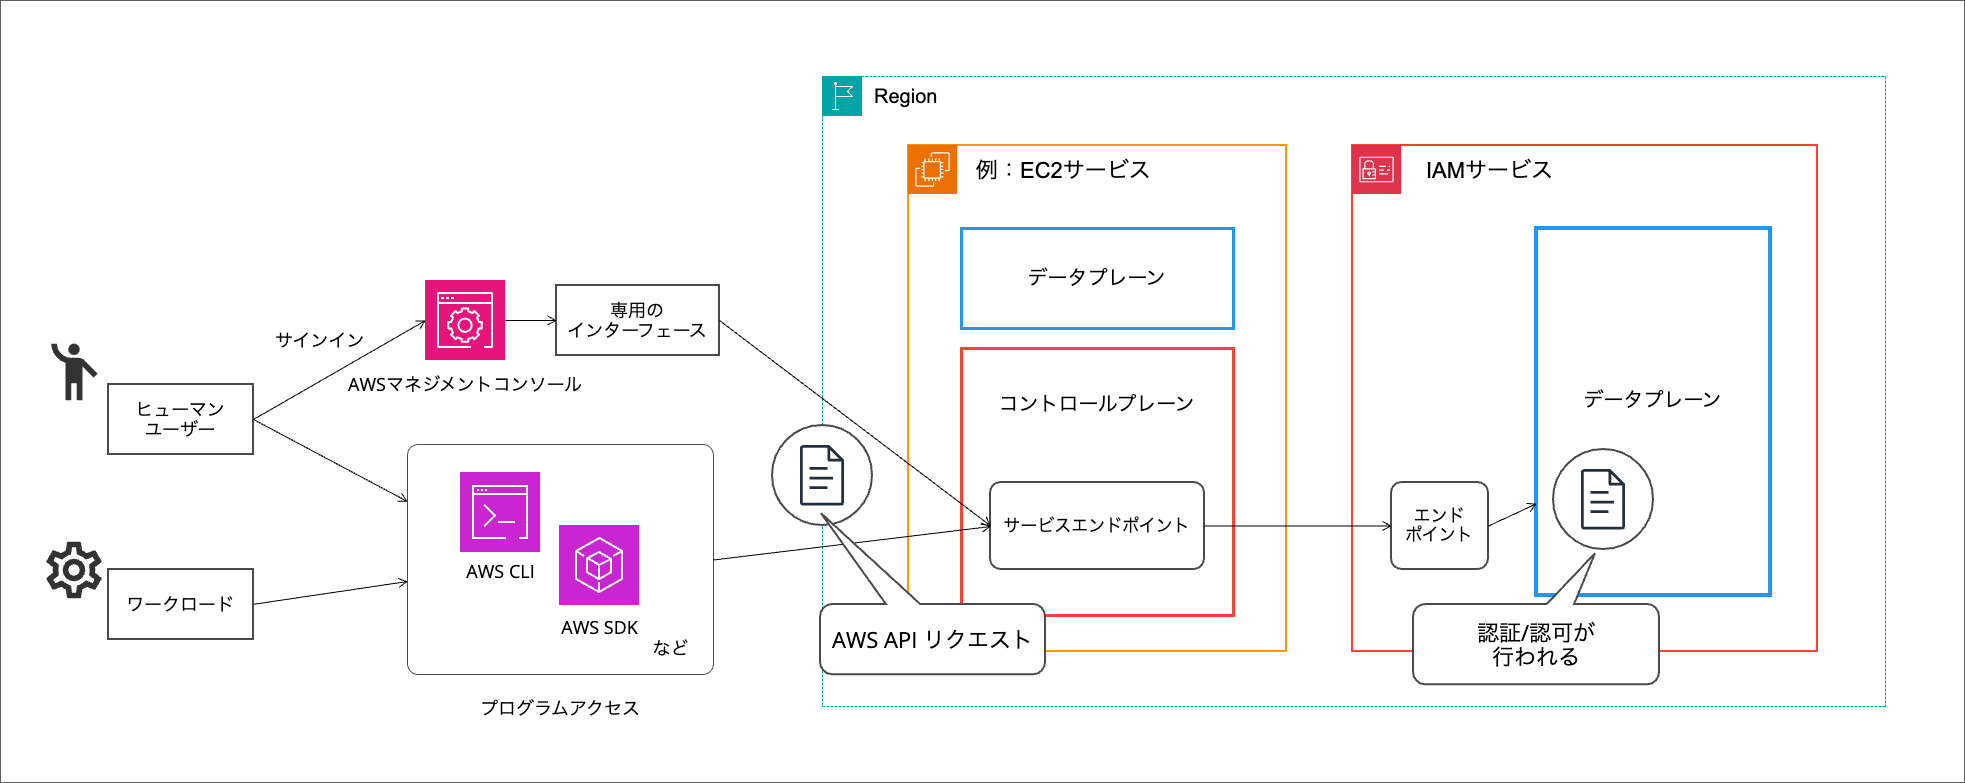 Region
例：EC2サービス
IAMサービス
データプレーン
専用の
インターフェース
サインイン
AWSマネジメントコンソール
ヒューマン
ユーザー
コントロールプレーン
データプレーン
サービスエンドポイント
エンド
ポイント
AWS CLI
ワークロード
AWS SDK
など
AWS API リクエスト
認証/認可が
行われる
プログラムアクセス